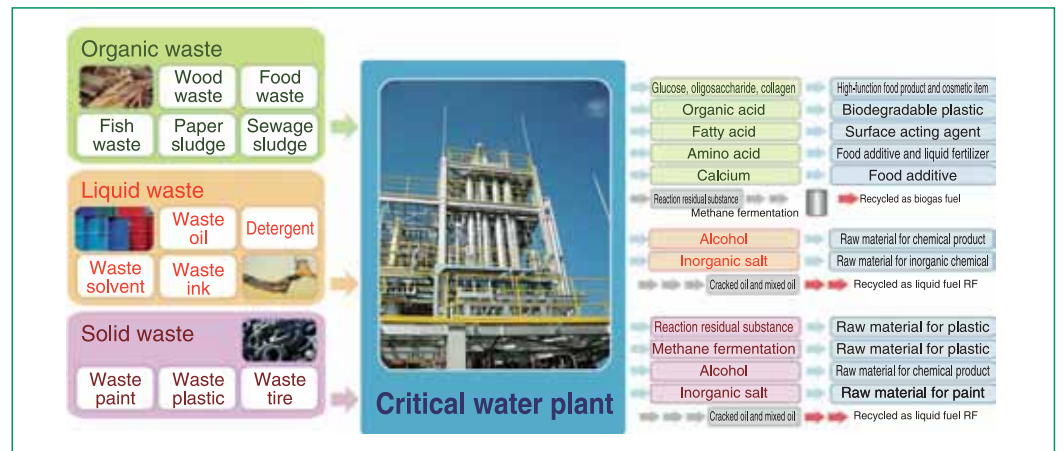 Organic waste
Wood
waste
Food
waste
Fish
waste
Paper
sludge
Sewage
sludge
Liquid waste
Waste
oil
Detergent
Waste
solvent
Waste
ink
Solid waste
Waste
paint
Waste
plastic
Waste
tire
Critical water plant
Glucose, oligosaccharide, collagen
High-function food product and cosmetic item
Organic acid
Biodegradable plastic
Fatty acid
Surface acting agent
Amino acid
Food additive and liquid fertilizer
Calcium
Food additive
Reaction residual substance
Methane fermentation
Recycled as biogas fuel
Alcohol
Raw material for chemical product
Inorganic salt
Raw material for inorganic chemical
Cracked oil and mixed oil
Recycled as liquid fuel RF
Reaction residual substance
Raw material for plastic
Methane fermentation
Raw material for plastic
Alcohol
Raw material for chemical product
Inorganic salt
Raw material for paint
Cracked oil and mixed oil
Recycled as liquid fuel RF